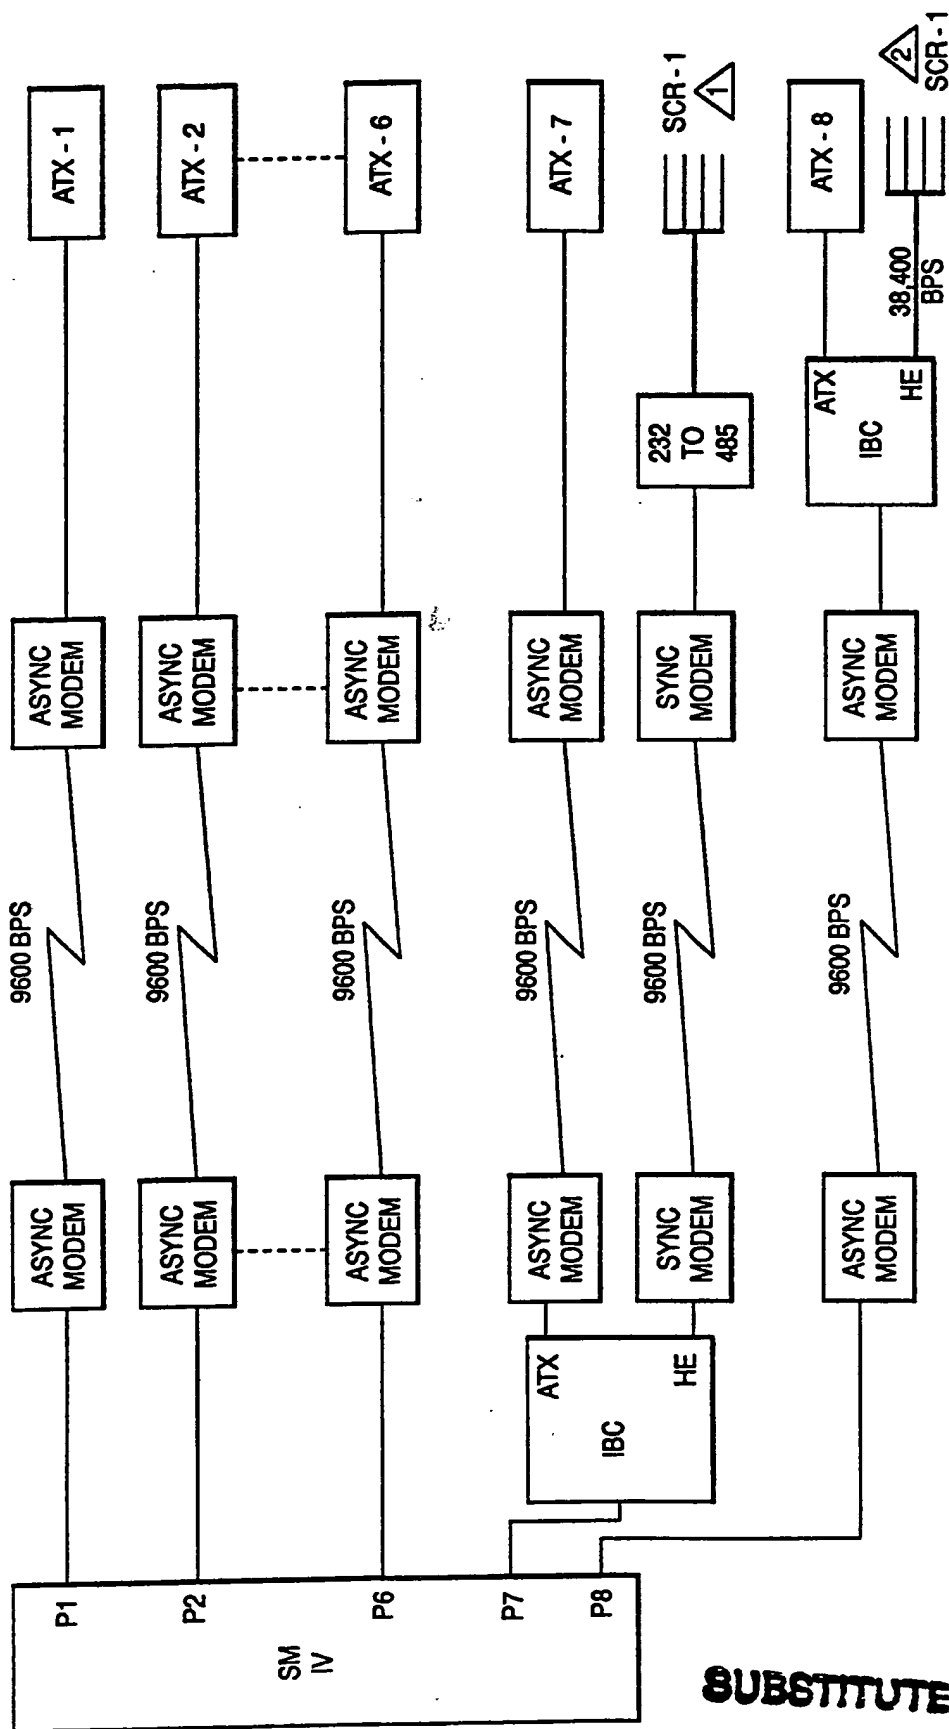 SM
IV
P1
P2
P6
P7
P8
ASYNC
MODEM
9600 BPS
ASYNC
MODEM
ATX - 1
ASYNC
MODEM
9600 BPS
ASYNC
MODEM
ATX - 2
ASYNC
MODEM
9600 BPS
ASYNC
MODEM
ATX - 6
IBC
ATX
HE
ASYNC
MODEM
9600 BPS
ASYNC
MODEM
ATX - 7
SYNC
MODEM
9600 BPS
SYNC
MODEM
232
TO
485
SCR - 1
1
ASYNC
MODEM
9600 BPS
ASYNC
MODEM
IBC
ATX
HE
ATX - 8
38,400
BPS
2
SCR - 1
SUBSTITUTE